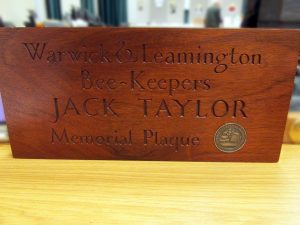 Warwick & Leamington
Bee-Keepers
JACK TAYLOR
Memorial Plaque